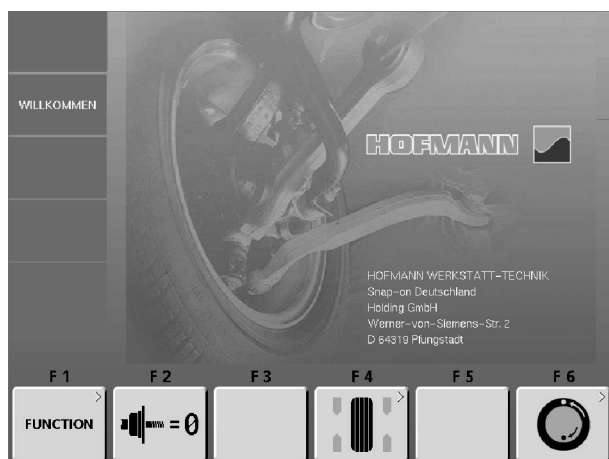 WILLKOMMEN
HOFMANN
HOFMANN WERKSTATT-TECHNIK
Snap-on Deutschland
Holding GmbH
Werner-von-Siemens-Str. 2
D 64319 Pfungstadt
F 1 F 2 F 3 F 4 F 5 F 6
FUNCTION = 0